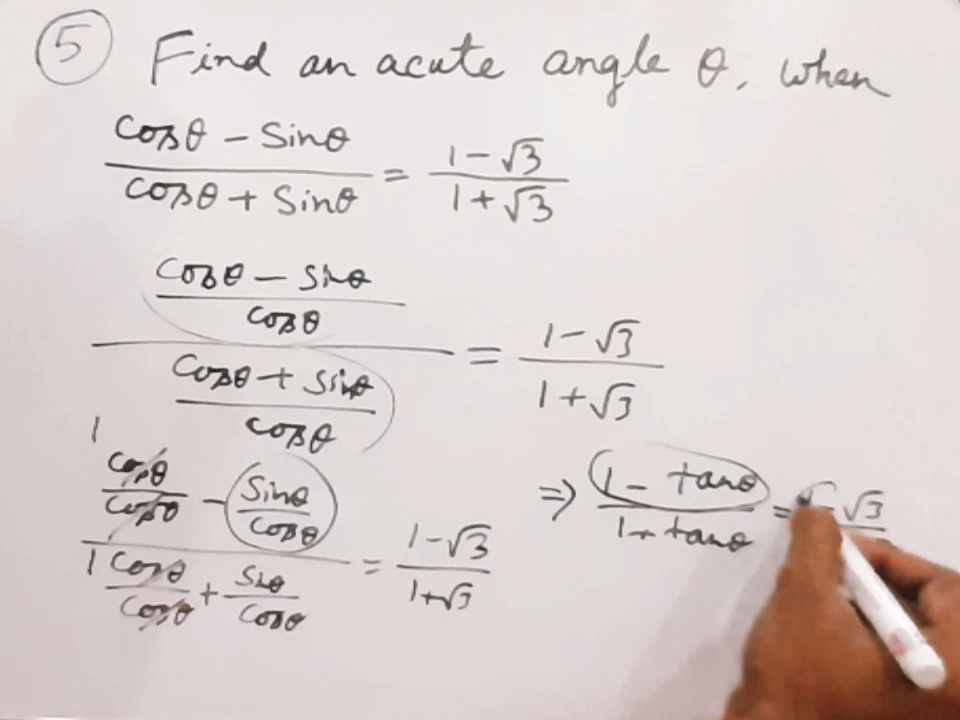 5 Find an acute angle θ, when
cosθ - sinθ / cosθ + sinθ = 1 - √3 / 1 + √3
cosθ - sinθ / cosθ / cosθ + sinθ / cosθ = 1 - √3 / 1 + √3
1 cosθ / cosθ - sinθ / cosθ / 1 cosθ / cosθ + sinθ / cosθ = 1 - √3 / 1 + √3
⇒ 1 - tanθ / 1 + tanθ = - √3